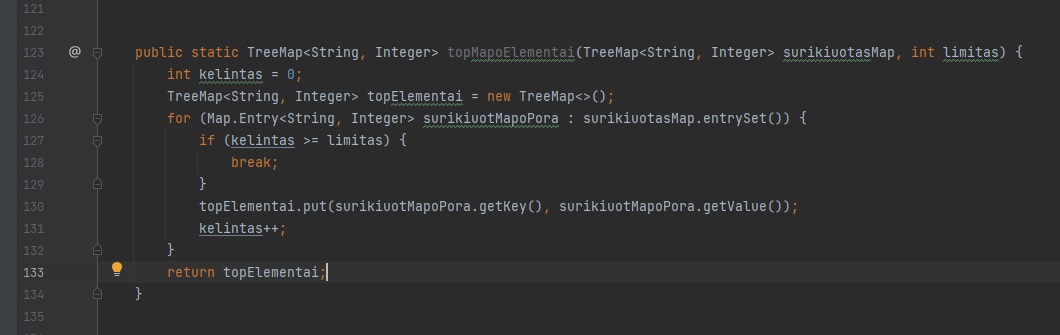 121
122
123 @ public static TreeMap<String, Integer> topMapoElementai(TreeMap<String, Integer> surikiuotasMap, int limitas) {
124 int kelintas = 0;
125 TreeMap<String, Integer> topElementai = new TreeMap<>();
126 for (Map.Entry<String, Integer> surikiuotMapoPora : surikiuotasMap.entrySet()) {
127 if (kelintas >= limitas) {
128 break;
129 }
130 topElementai.put(surikiuotMapoPora.getKey(), surikiuotMapoPora.getValue());
131 kelintas++;
132 }
133 return topElementai;
134 }
135